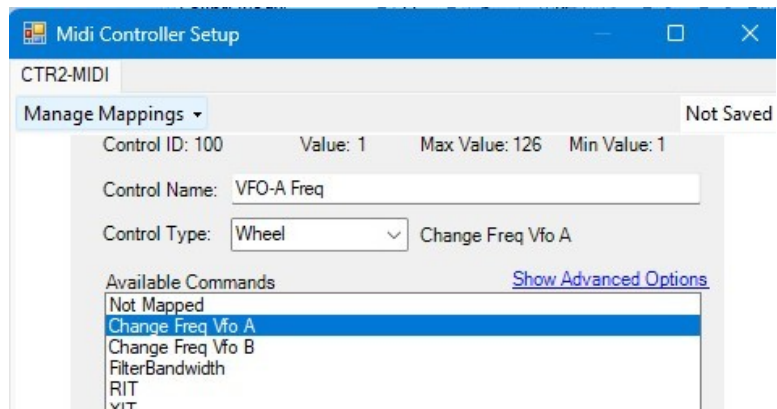 Midi Controller Setup
CTR2-MIDI
Manage Mappings Not Saved
Control ID: 100 Value: 1 Max Value: 126 Min Value: 1
Control Name: VFO-A Freq
Control Type: Wheel Change Freq Vfo A
Available Commands Show Advanced Options
Not Mapped
Change Freq Vfo A
Change Freq Vfo B
FilterBandwidth
RIT
XIT